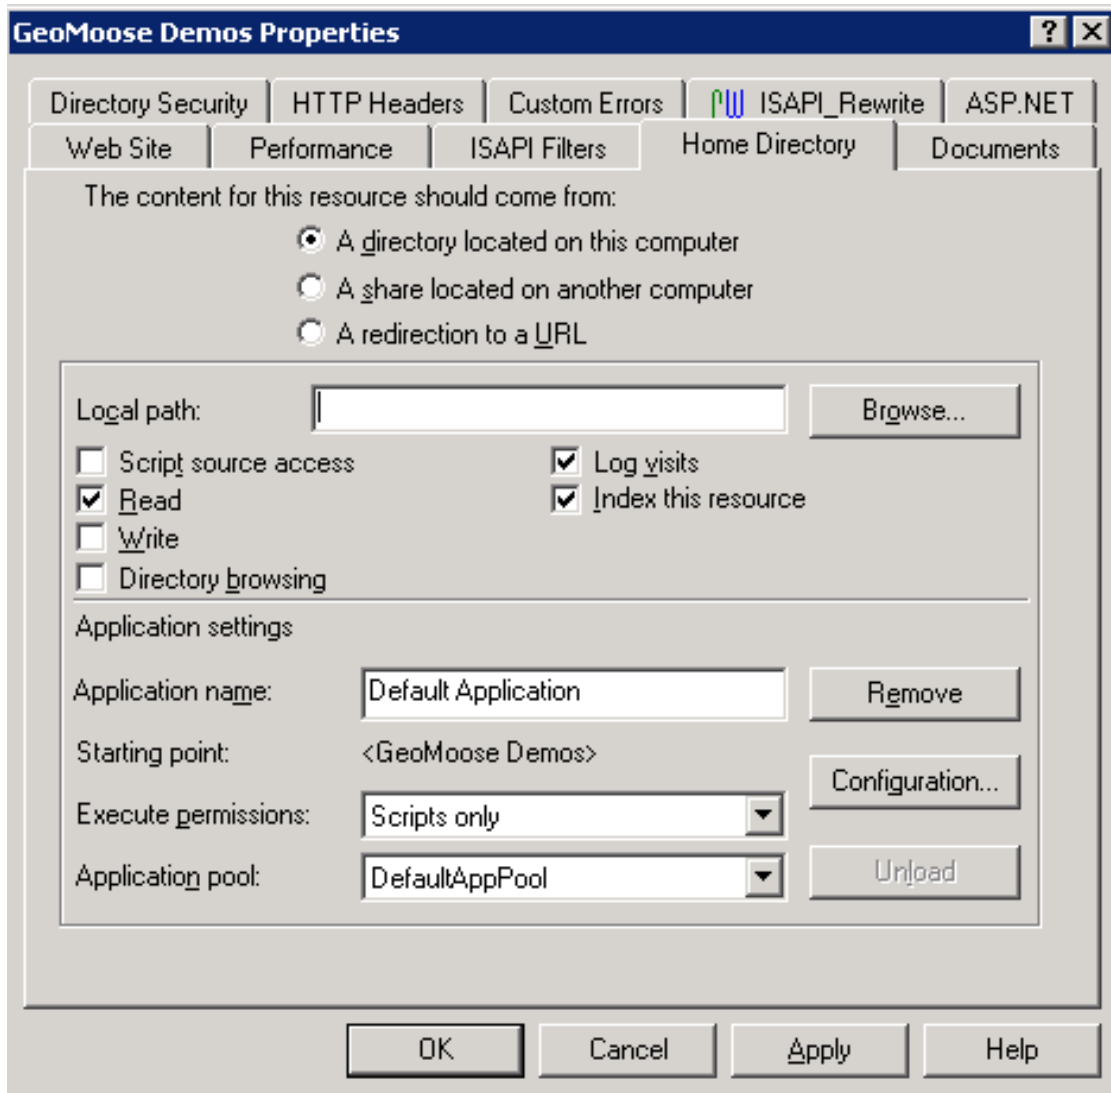 GeoMoose Demos Properties ?
Directory Security HTTP Headers Custom Errors ISAPI_Rewrite ASP.NET
Web Site Performance ISAPI Filters Home Directory Documents
The content for this resource should come from:
A directory located on this computer
A share located on another computer
A redirection to a URL
Local path: Browse...
Script source access Log visits
Read Index this resource
Write
Directory browsing
Application settings
Application name: Default Application Remove
Starting point: <GeoMoose Demos>
Configuration...
Execute permissions: Scripts only
Application pool: DefaultAppPool Unload
OK Cancel Apply Help